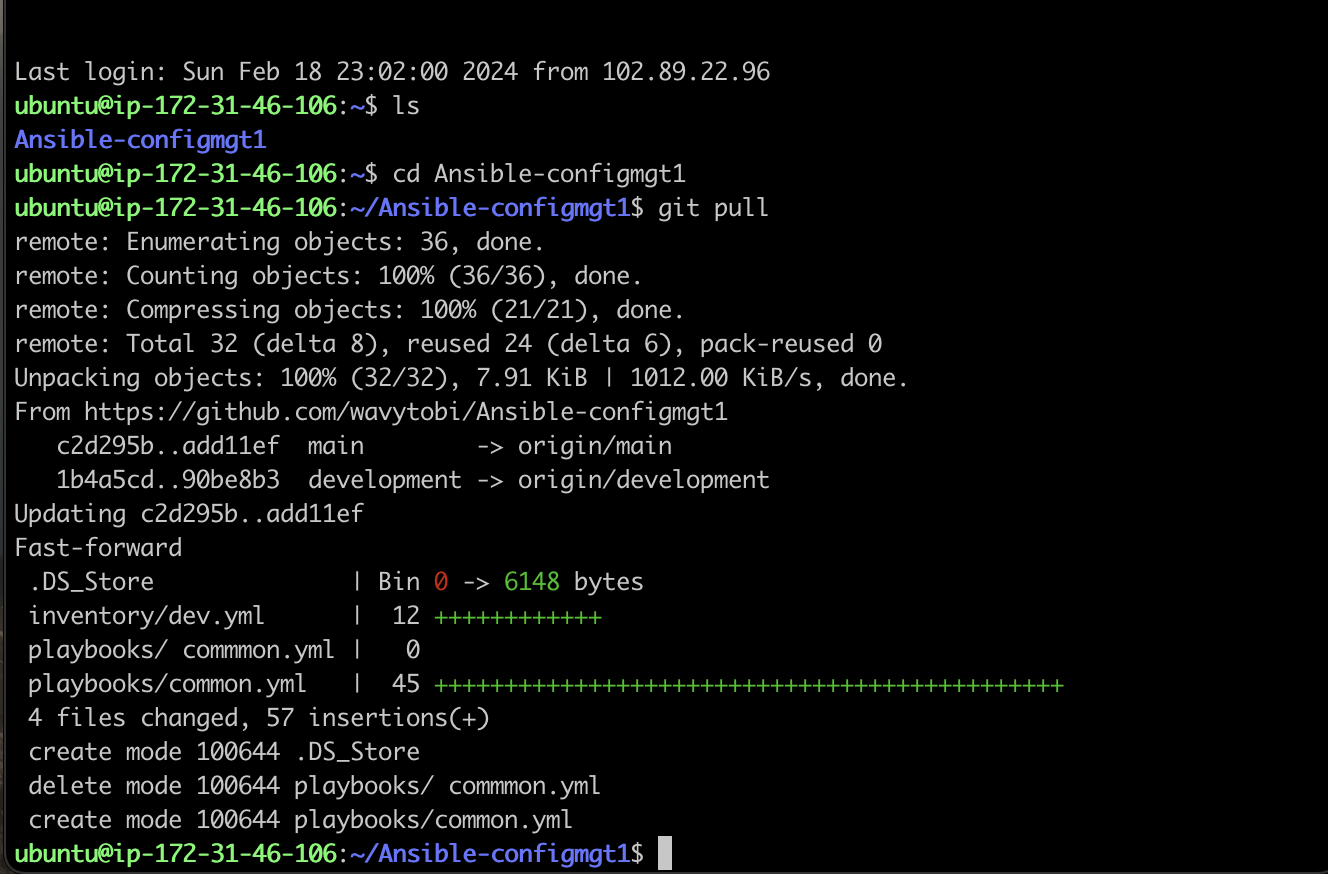 Last login: Sun Feb 18 23:02:00 2024 from 102.89.22.96
ubuntu@ip-172-31-46-106:~$ ls
Ansible-configmgt1
ubuntu@ip-172-31-46-106:~$ cd Ansible-configmgt1
ubuntu@ip-172-31-46-106:~/Ansible-configmgt1$ git pull
remote: Enumerating objects: 36, done.
remote: Counting objects: 100% (36/36), done.
remote: Compressing objects: 100% (21/21), done.
remote: Total 32 (delta 8), reused 24 (delta 6), pack-reused 0
Unpacking objects: 100% (32/32), 7.91 KiB | 1012.00 KiB/s, done.
From https://github.com/wavytobi/Ansible-configmgt1
   c2d295b..add11ef  main        -> origin/main
   1b4a5cd..90be8b3  development -> origin/development
Updating c2d295b..add11ef
Fast-forward
 .DS_Store              | Bin 0 -> 6148 bytes
 inventory/dev.yml      |  12 ++++++++++++
 playbooks/ commmon.yml |   0
 playbooks/common.yml   |  45 +++++++++++++++++++++++++++++++++++++++++++++
 4 files changed, 57 insertions(+)
 create mode 100644 .DS_Store
 delete mode 100644 playbooks/ commmon.yml
 create mode 100644 playbooks/common.yml
ubuntu@ip-172-31-46-106:~/Ansible-configmgt1$